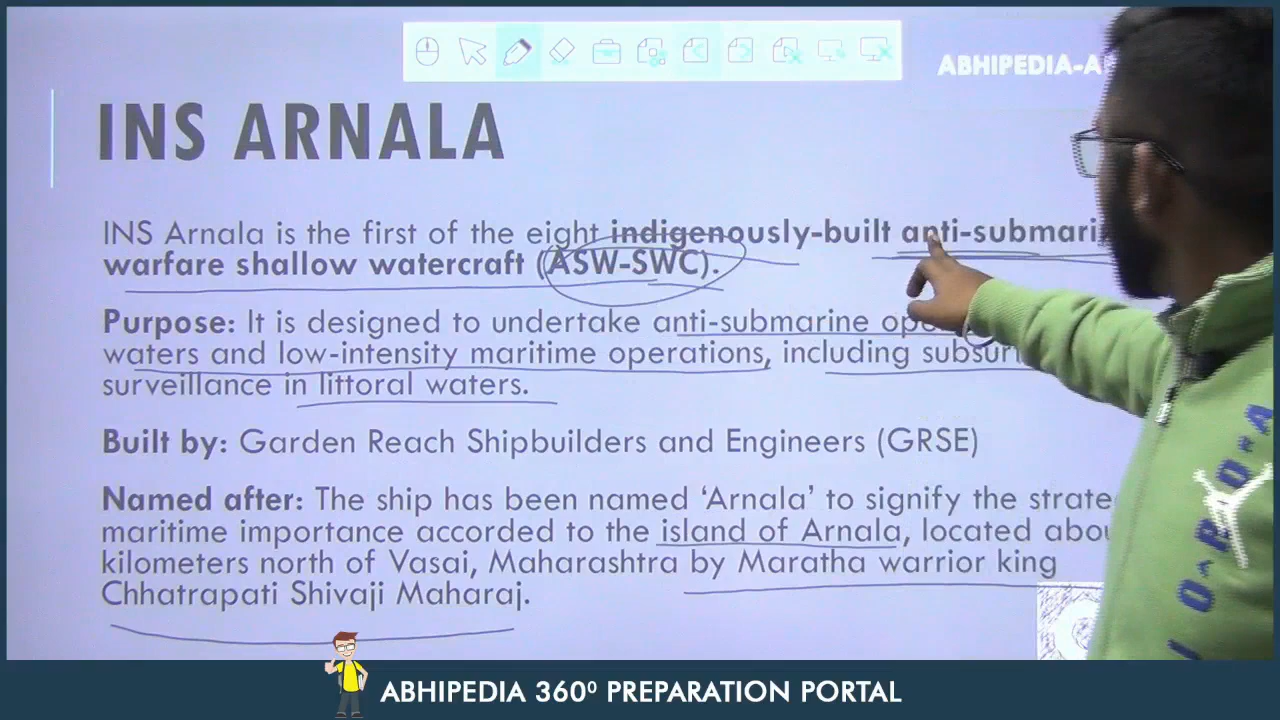 ABHIPEDIA-A
INS ARNALA
INS Arnala is the first of the eight indigenously-built anti-submari
warfare shallow watercraft (ASW-SWC).
Purpose: It is designed to undertake anti-submarine
waters and low-intensity maritime operations, including
surveillance in littoral waters.
Built by: Garden Reach Shipbuilders and Engineers (GRSE)
Named after: The ship has been named ‘Arnala’ to signify the strate
maritime importance accorded to the island of Arnala, located abou
kilometers north of Vasai, Maharashtra by Maratha warrior king
Chhatrapati Shivaji Maharaj.
ABHIPEDIA 360⁰ PREPARATION PORTAL